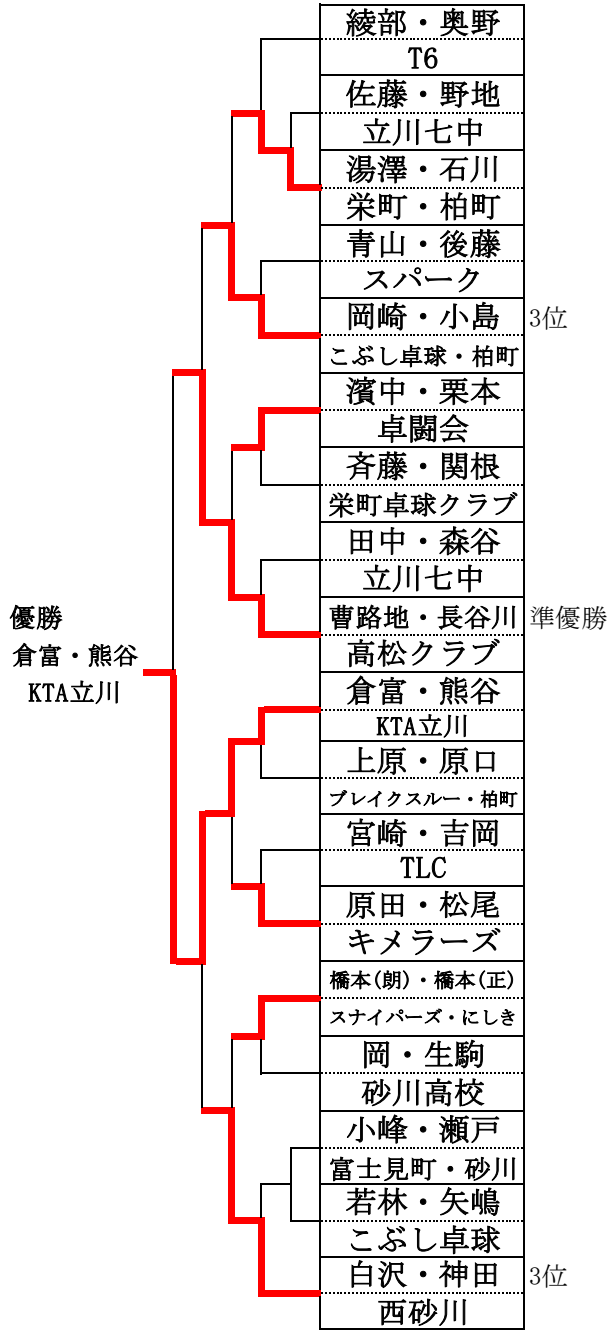 綾部・奥野
T6
佐藤・野地
立川七中
湯澤・石川
栄町・柏町
青山・後藤
スパーク
岡崎・小島 3位
こぶし卓球・柏町
濱中・栗本
卓闘会
斉藤・関根
栄町卓球クラブ
田中・森谷
立川七中
曹路地・長谷川 準優勝
高松クラブ
優勝
倉富・熊谷
KTA立川
倉富・熊谷
KTA立川
上原・原口
ブレイクスルー・柏町
宮崎・吉岡
TLC
原田・松尾
キメラーズ
橋本(朗)・橋本(正)
スナイパーズ・にしき
岡・生駒
砂川高校
小峰・瀬戸
富士見町・砂川
若林・矢嶋
こぶし卓球
白沢・神田 3位
西砂川